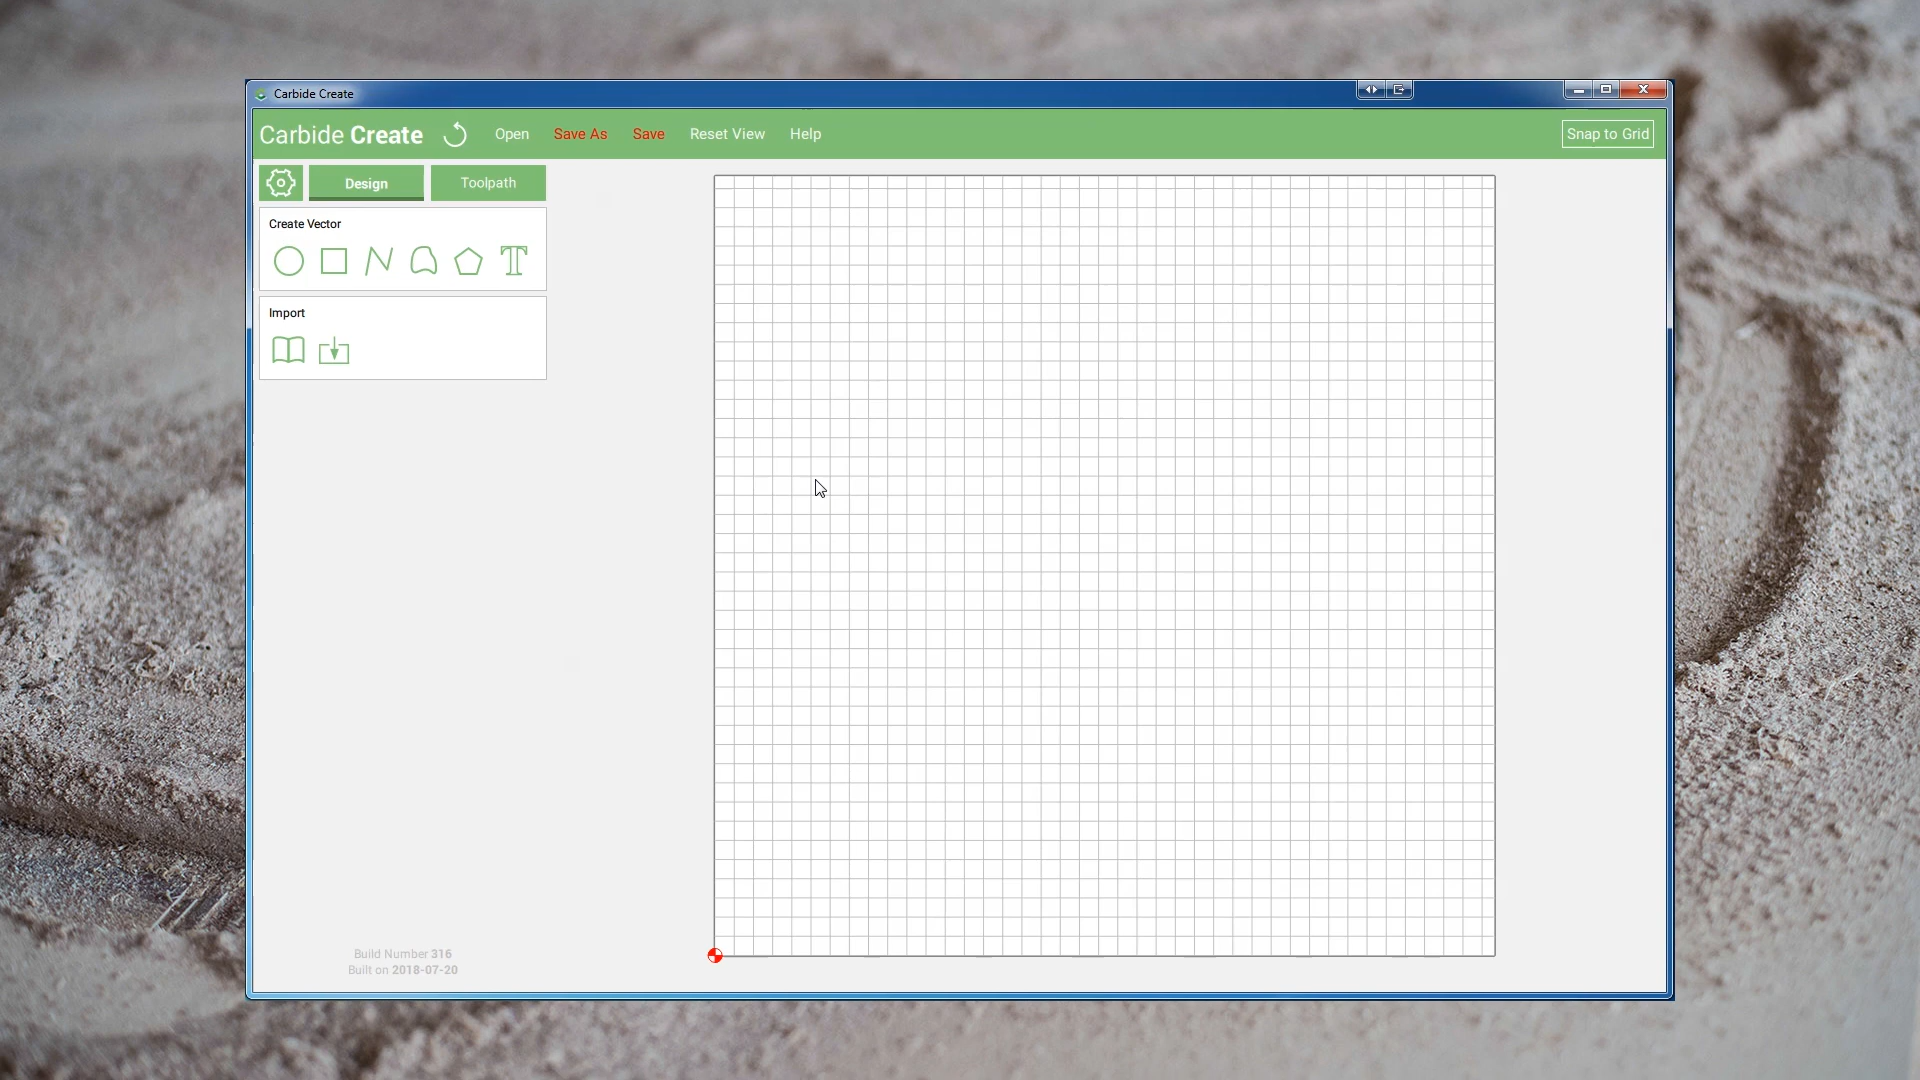 Carbide Create
Carbide Create Open Save As Save Reset View Help Snap to Grid
Design Toolpath
Create Vector
Import
Build Number 316
Built on 2018-07-20